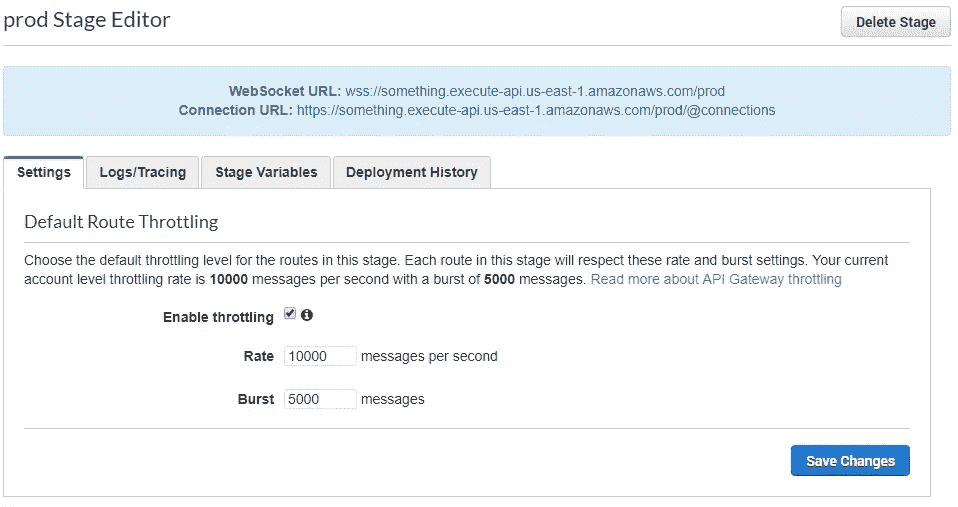 prod Stage Editor
Delete Stage
WebSocket URL: wss://something.execute-api.us-east-1.amazonaws.com/prod
Connection URL: https://something.execute-api.us-east-1.amazonaws.com/prod/@connections
Settings
Logs/Tracing
Stage Variables
Deployment History
Default Route Throttling
Choose the default throttling level for the routes in this stage. Each route in this stage will respect these rate and burst settings. Your current
account level throttling rate is 10000 messages per second with a burst of 5000 messages. Read more about API Gateway throttling
Enable throttling
Rate 10000 messages per second
Burst 5000 messages
Save Changes